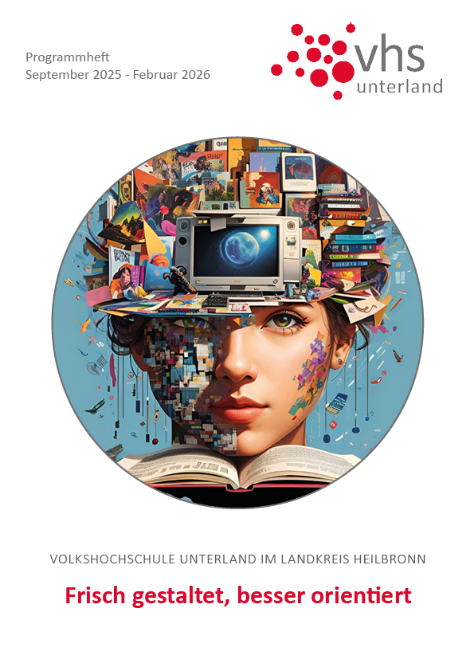 Programmheft
September 2025 - Februar 2026
vhs
unterland
VOLKSHOCHSCHULE UNTERLAND IM LANDKREIS HEILBRONN
Frisch gestaltet, besser orientiert